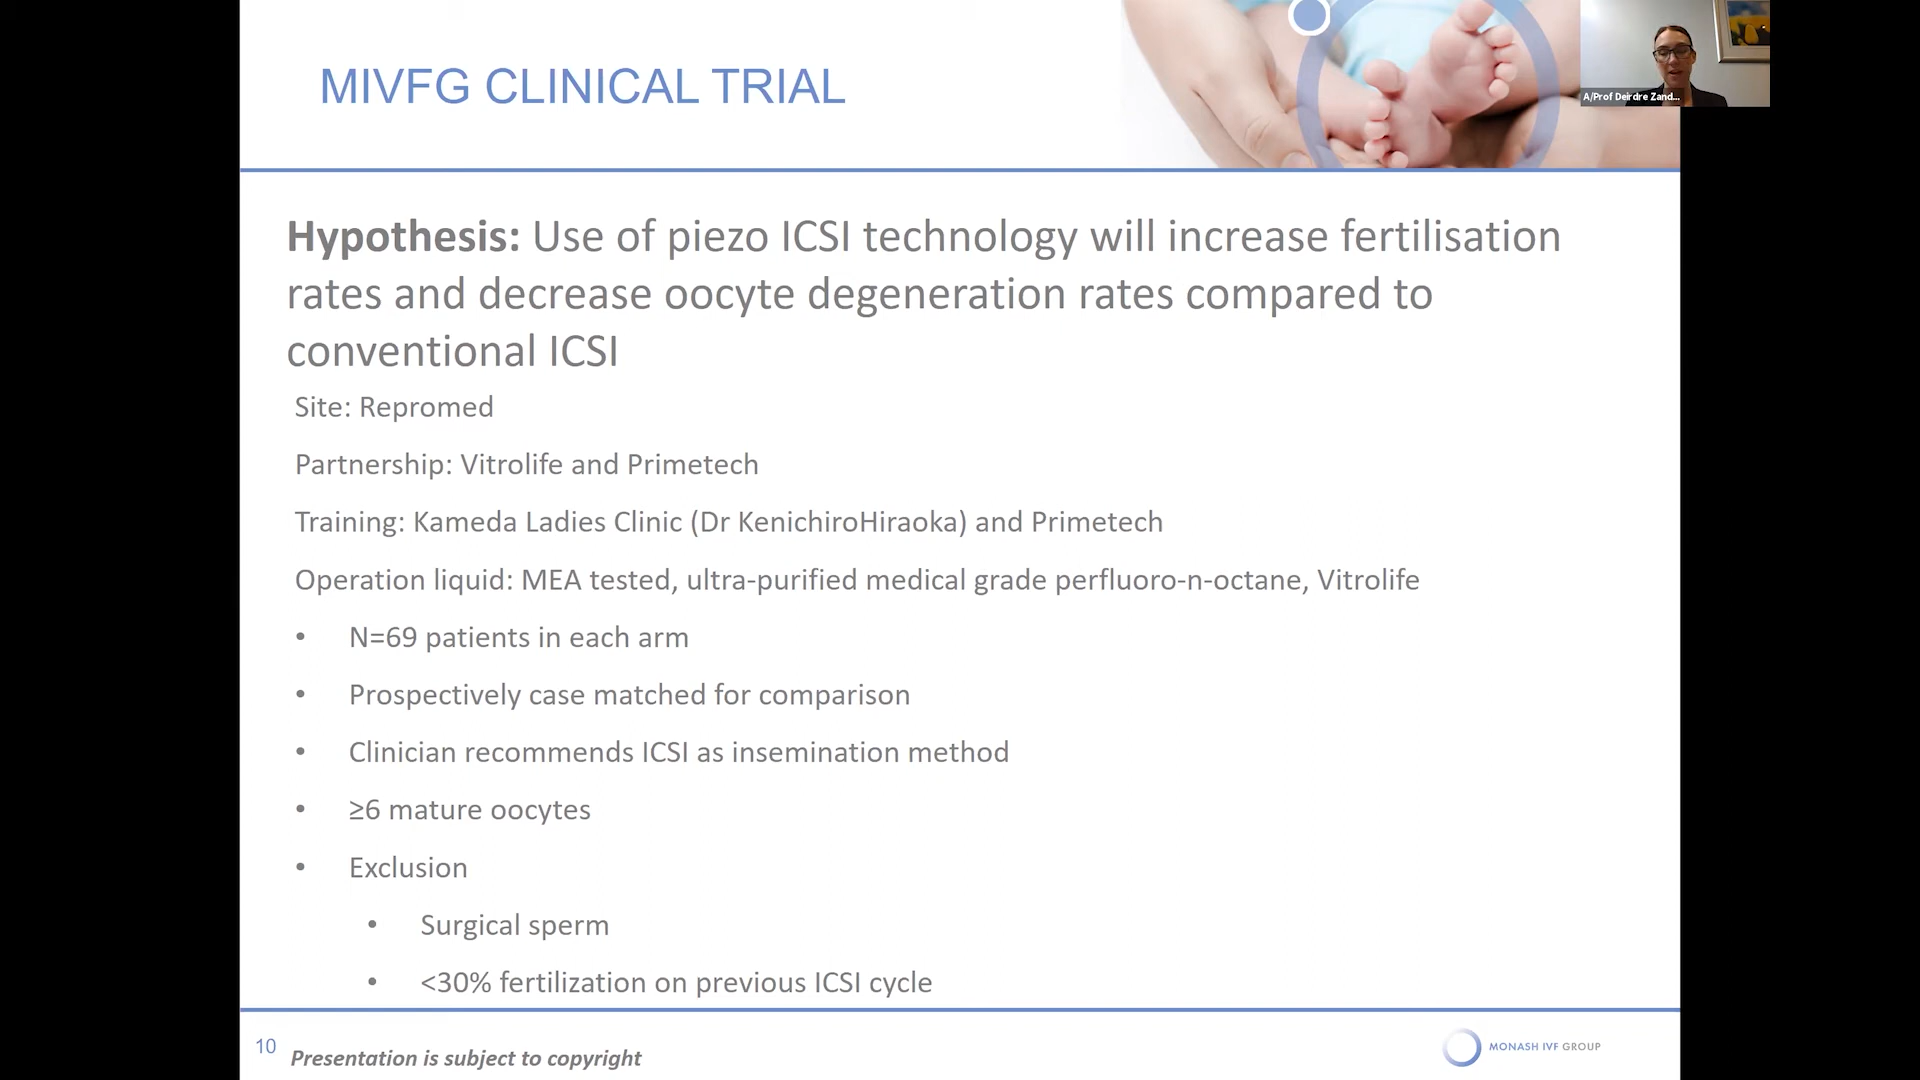 MIVFG CLINICAL TRIAL
A/Prof Deirdre Zand...
Hypothesis: Use of piezo ICSI technology will increase fertilisation
rates and decrease oocyte degeneration rates compared to
conventional ICSI
Site: Repromed
Partnership: Vitrolife and Primetech
Training: Kameda Ladies Clinic (Dr KenichiroHiraoka) and Primetech
Operation liquid: MEA tested, ultra-purified medical grade perfluoro-n-octane, Vitrolife
• N=69 patients in each arm
• Prospectively case matched for comparison
• Clinician recommends ICSI as insemination method
• ≥6 mature oocytes
• Exclusion
• Surgical sperm
• <30% fertilization on previous ICSI cycle
10
Presentation is subject to copyright
MONASH IVF GROUP